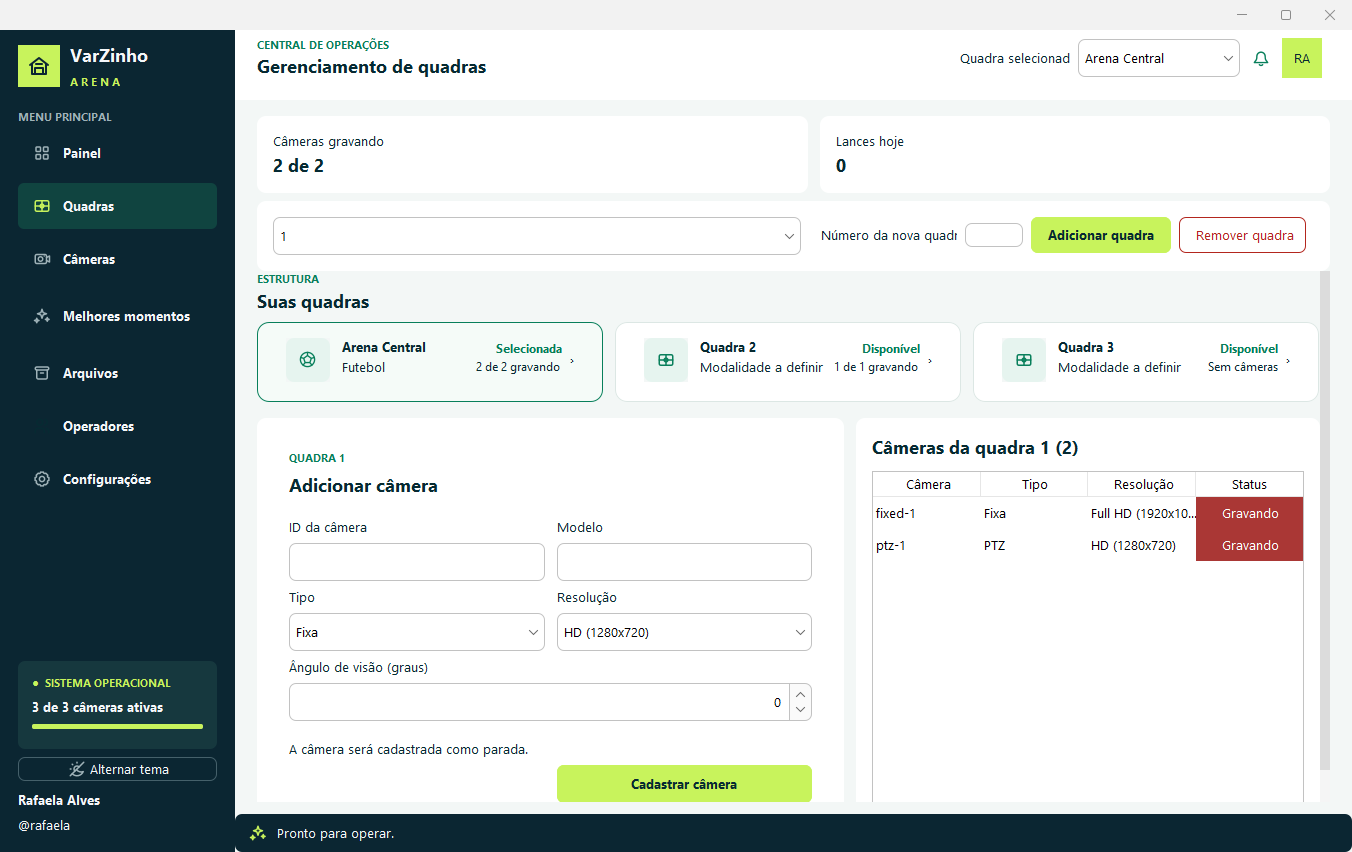 VarZinho
ARENA
MENU PRINCIPAL
Painel
Quadras
Câmeras
Melhores momentos
Arquivos
Operadores
Configurações
● SISTEMA OPERACIONAL
3 de 3 câmeras ativas
Alternar tema
Rafaela Alves
@rafaela
CENTRAL DE OPERAÇÕES
Gerenciamento de quadras
Quadra selecionad
Arena Central
RA
Câmeras gravando
2 de 2
Lances hoje
0
1
Número da nova quadr
Adicionar quadra
Remover quadra
ESTRUTURA
Suas quadras
Arena Central
Futebol
Selecionada
2 de 2 gravando
Quadra 2
Modalidade a definir
Disponível
1 de 1 gravando
Quadra 3
Modalidade a definir
Disponível
Sem câmeras
QUADRA 1
Adicionar câmera
ID da câmera
Modelo
Tipo
Resolução
Fixa
HD (1280x720)
Ângulo de visão (graus)
0
A câmera será cadastrada como parada.
Cadastrar câmera
Câmeras da quadra 1 (2)
Câmera Tipo Resolução Status
fixed-1 Fixa Full HD (1920x10... Gravando
ptz-1 PTZ HD (1280x720) Gravando
Pronto para operar.